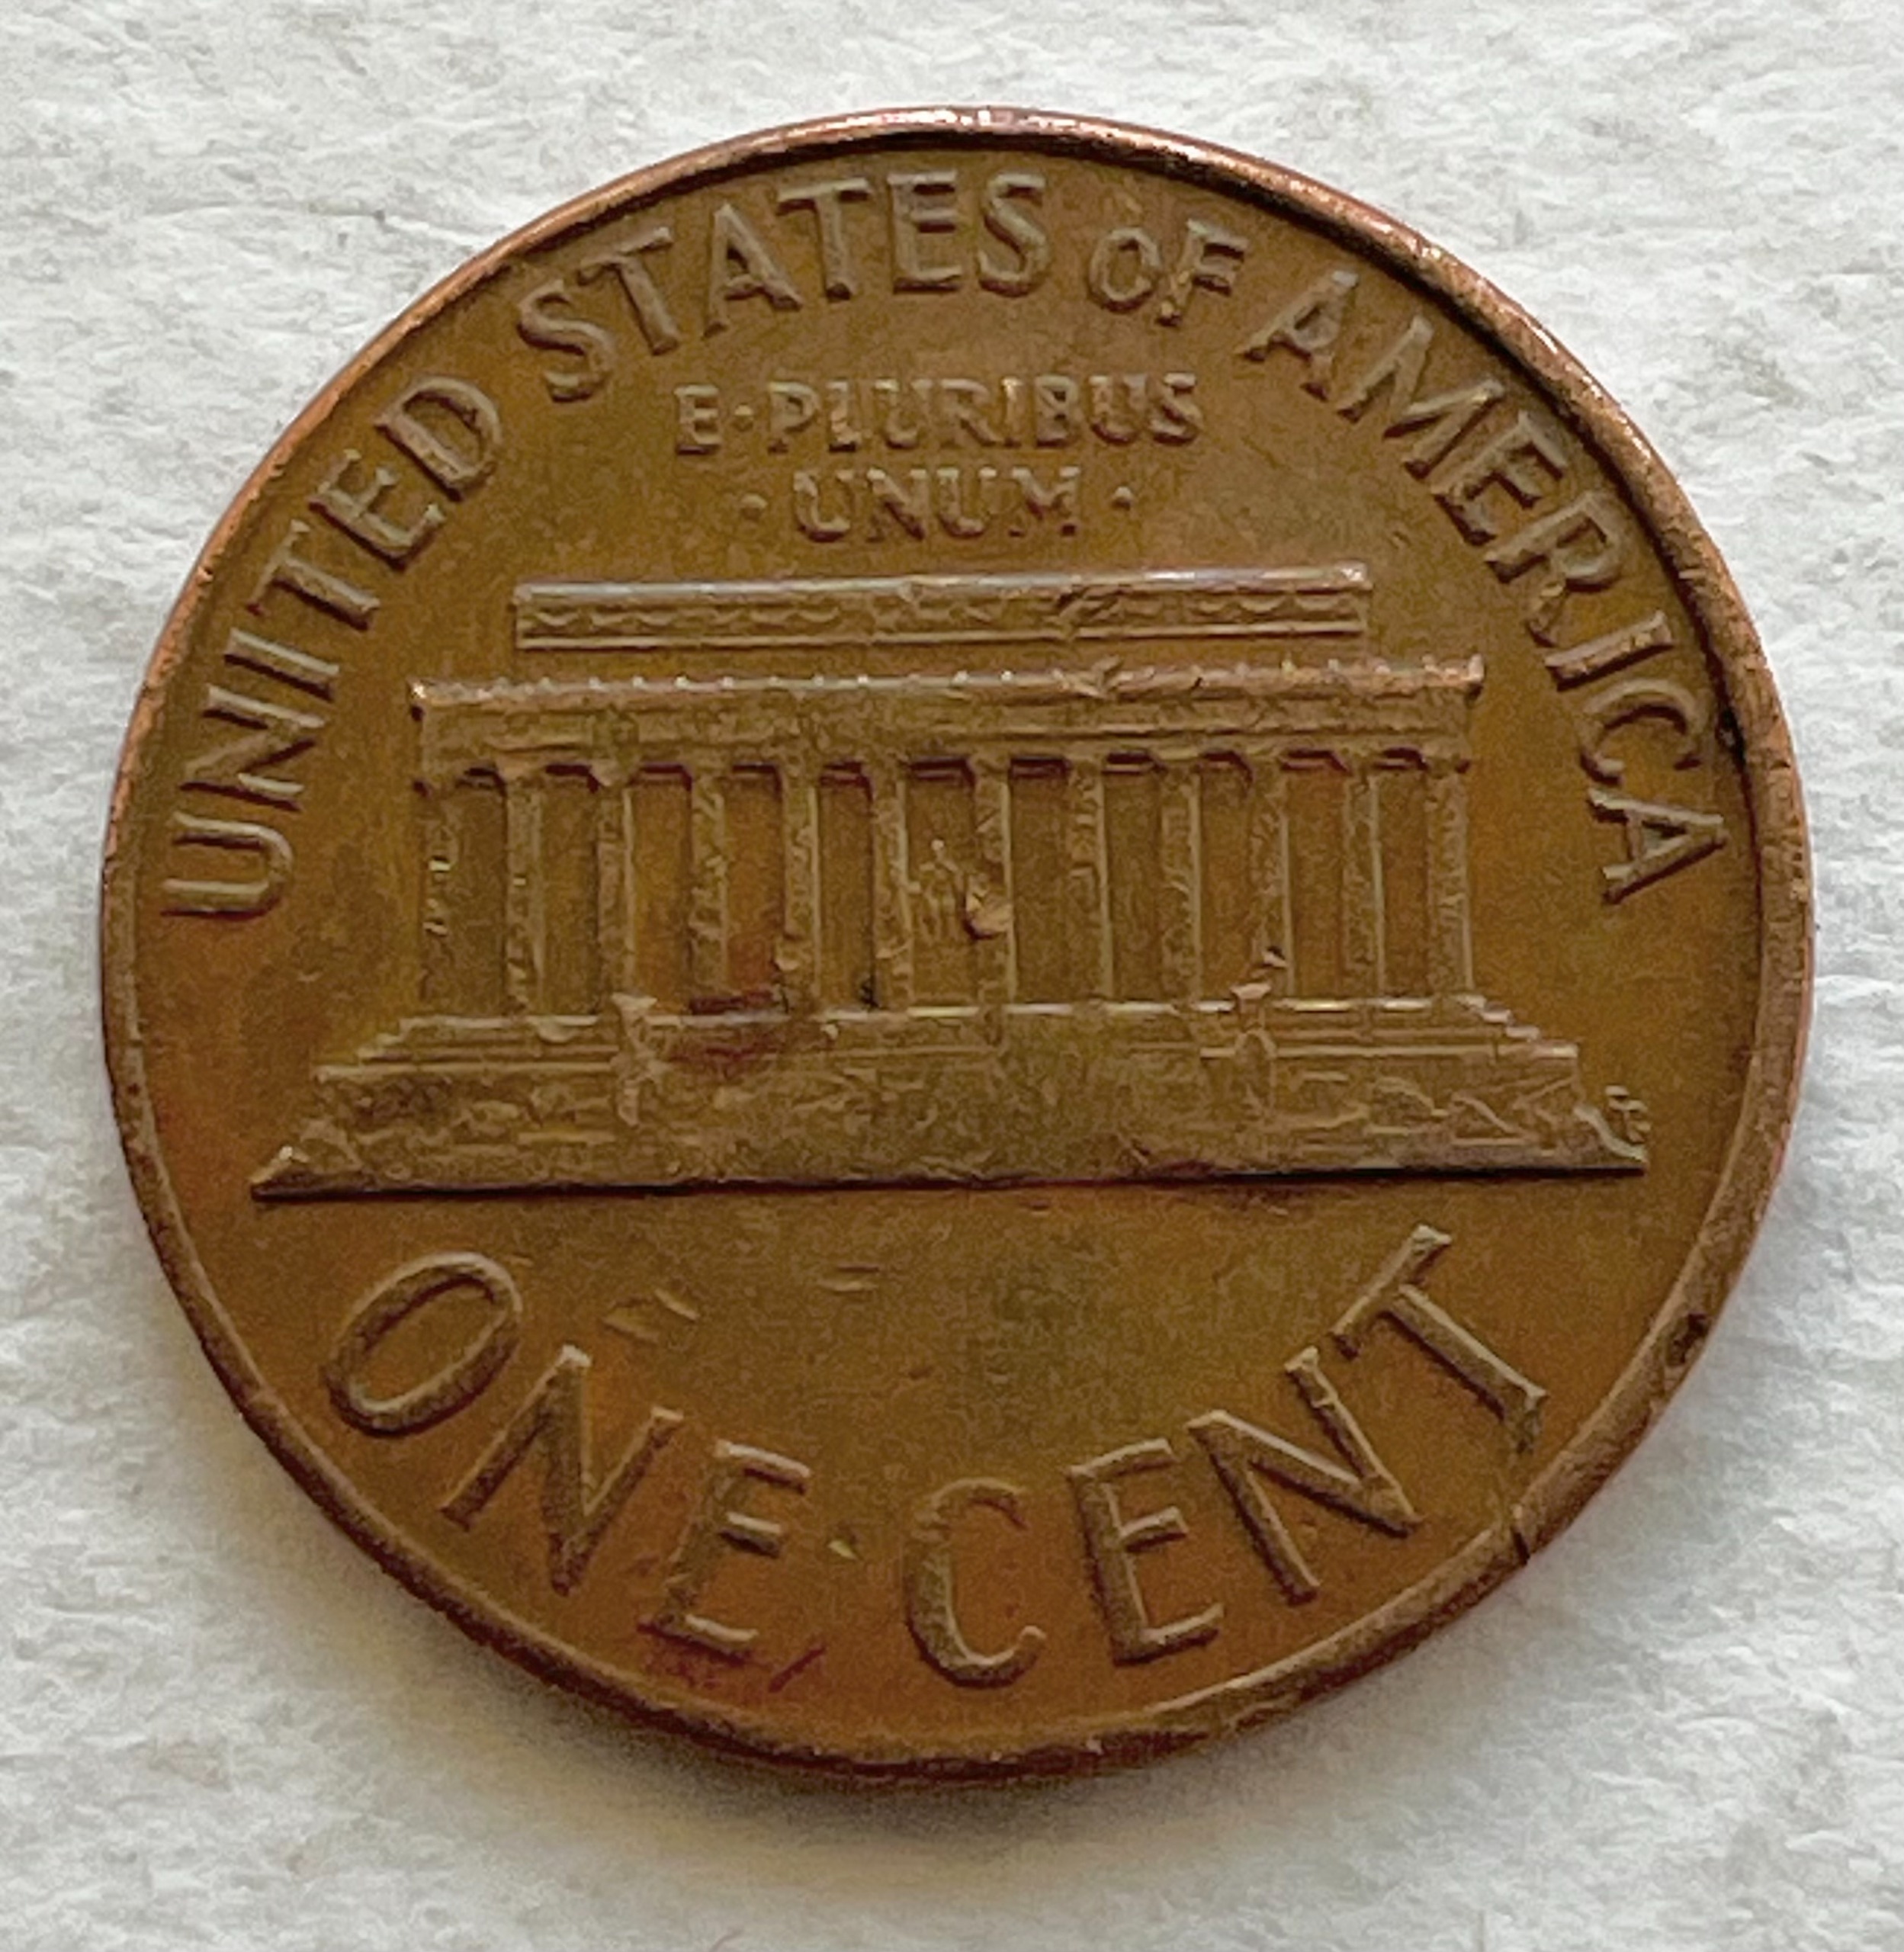 UNITED STATES OF AMERICA
E·PLURIBUS
·UNUM·
ONE·CENT